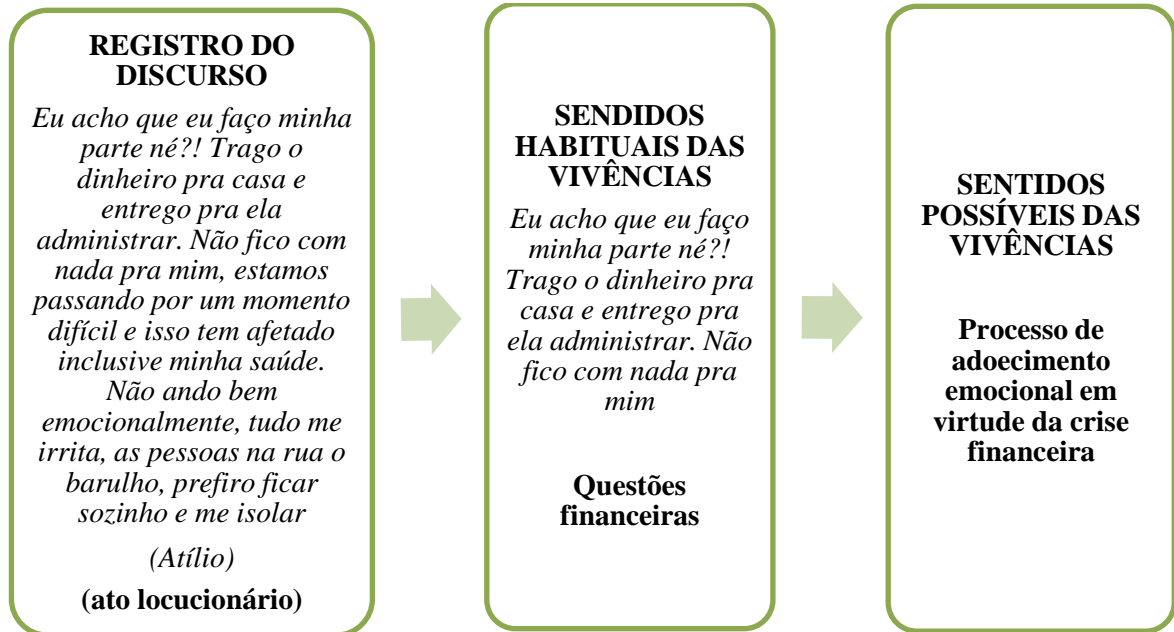 REGISTRO DO
DISCURSO
Eu acho que eu faço minha
parte né?! Trago o
dinheiro pra casa e
entrego pra ela
administrar. Não fico com
nada pra mim, estamos
passando por um momento
difícil e isso tem afetado
inclusive minha saúde.
Não ando bem
emocionalmente, tudo me
irrita, as pessoas na rua o
barulho, prefiro ficar
sozinho e me isolar
(Atílio)
(ato locucionário)
SENDIDOS
HABITUAIS DAS
VIVÊNCIAS
Eu acho que eu faço
minha parte né?!
Trago o dinheiro pra
casa e entrego pra
ela administrar. Não
fico com nada pra
mim
Questões
financeiras
SENTIDOS
POSSÍVEIS DAS
VIVÊNCIAS
Processo de
adoecimento
emocional em
virtude da crise
financeira